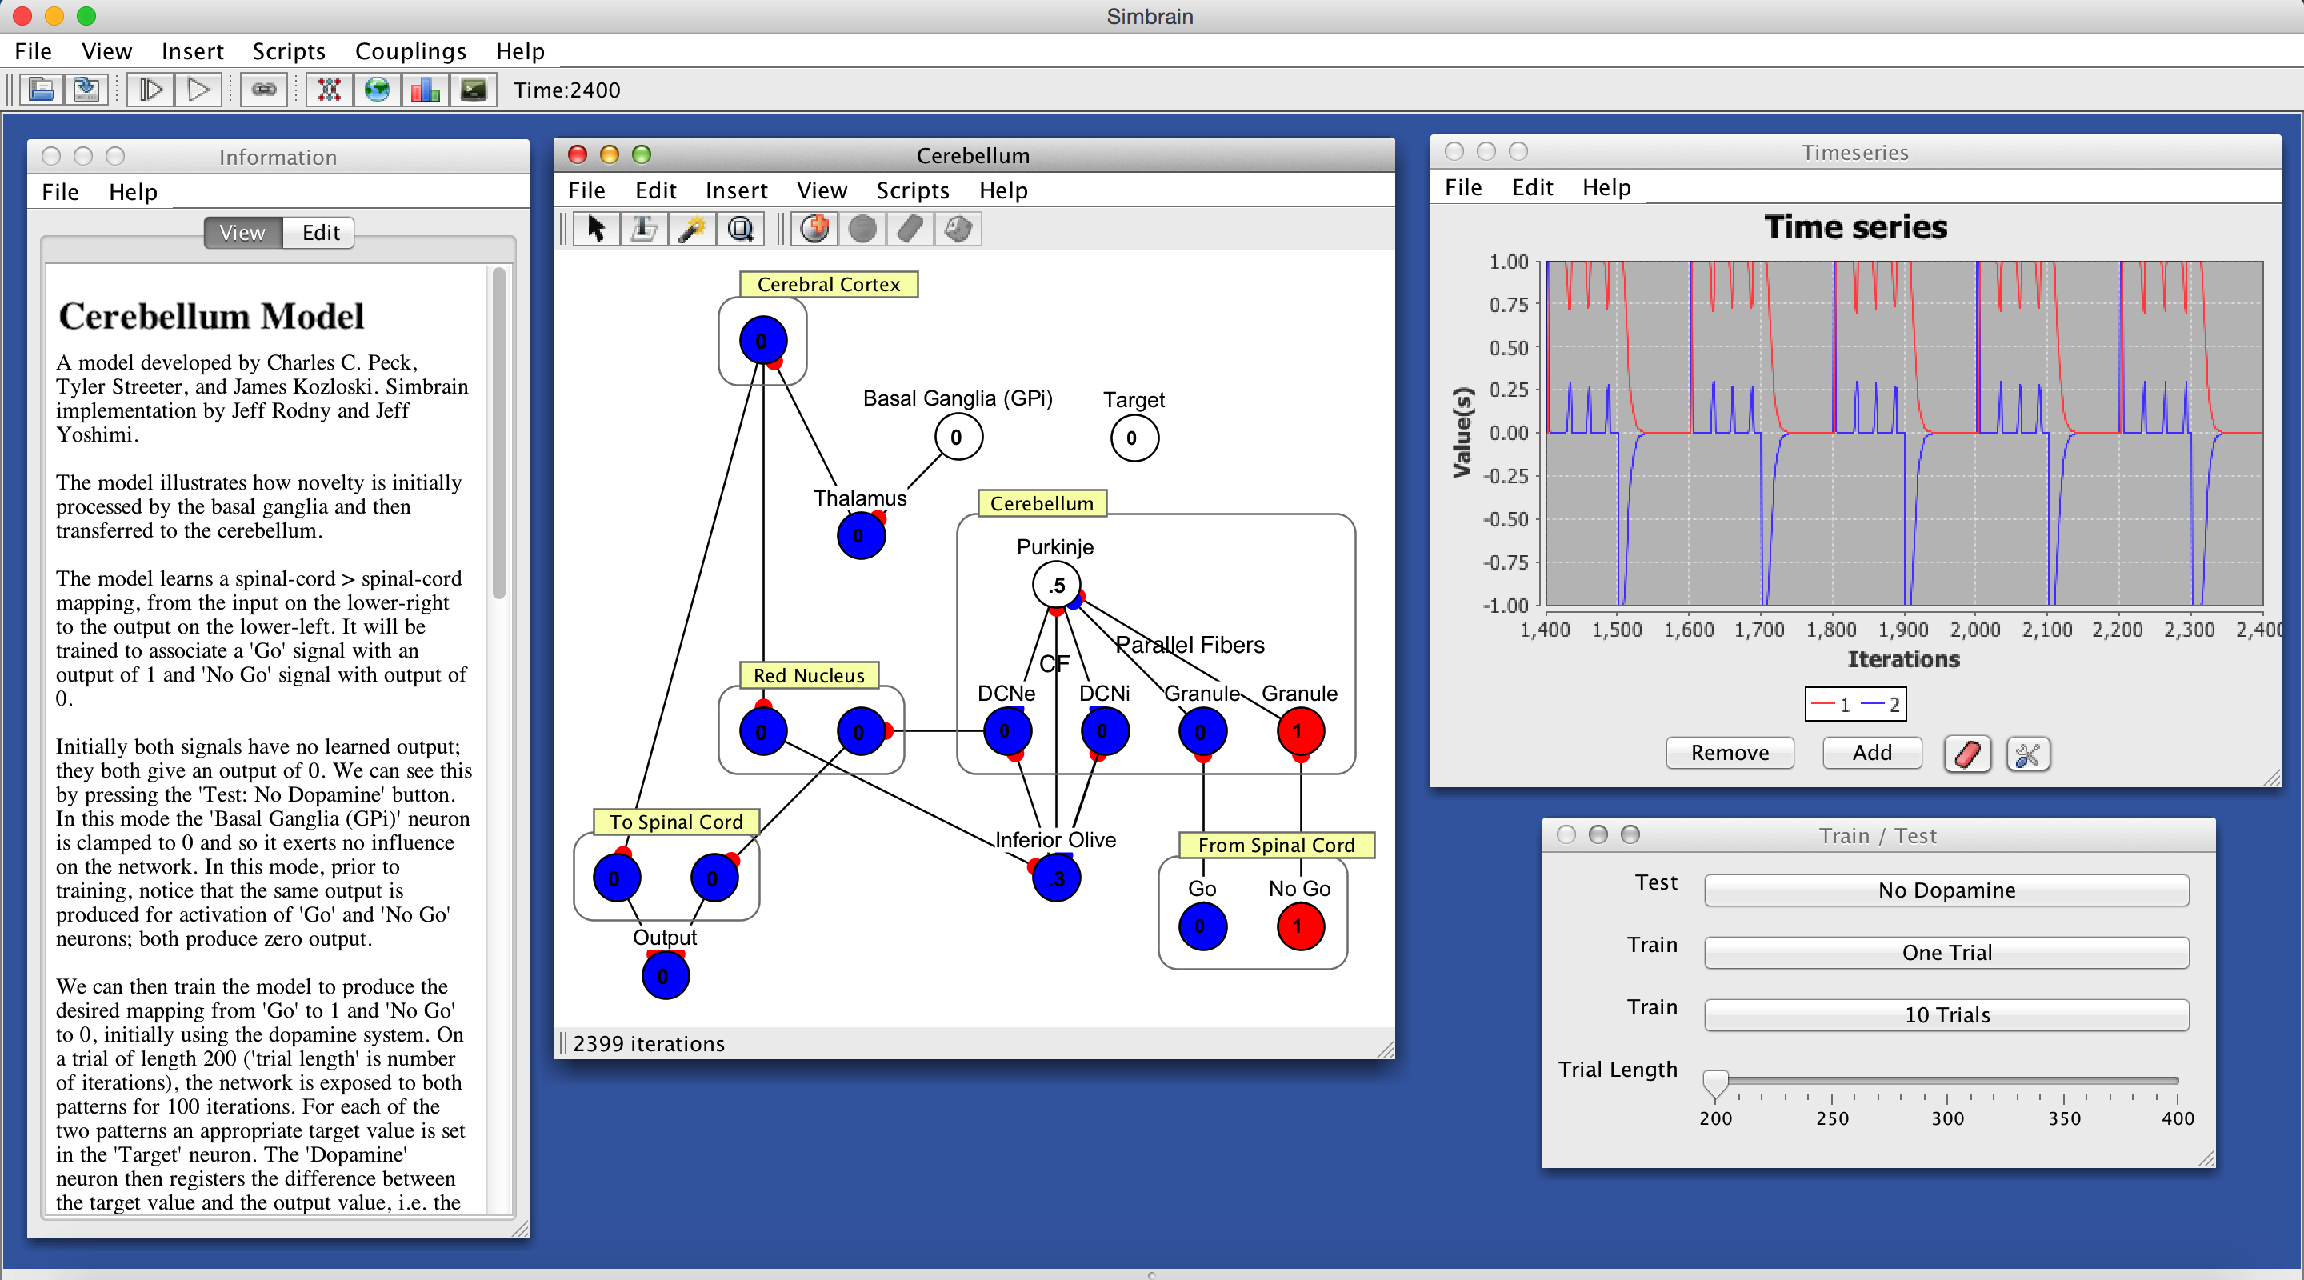 Simbrain
File View Insert Scripts Couplings Help
Time:2400
Information
File Help
View Edit
Cerebellum Model
A model developed by Charles C. Peck,
Tyler Streeter, and James Kozloski. Simbrain
implementation by Jeff Rodny and Jeff
Yoshimi.
The model illustrates how novelty is initially
processed by the basal ganglia and then
transferred to the cerebellum.
The model learns a spinal-cord > spinal-cord
mapping, from the input on the lower-right
to the output on the lower-left. It will be
trained to associate a 'Go' signal with an
output of 1 and 'No Go' signal with output of
0.
Initially both signals have no learned output;
they both give an output of 0. We can see this
by pressing the 'Test: No Dopamine' button.
In this mode the 'Basal Ganglia (GPi)' neuron
is clamped to 0 and so it exerts no influence
on the network. In this mode, prior to
training, notice that the same output is
produced for activation of 'Go' and 'No Go'
neurons; both produce zero output.
We can then train the model to produce the
desired mapping from 'Go' to 1 and 'No Go'
to 0, initially using the dopamine system. On
a trial of length 200 ('trial length' is number
of iterations), the network is exposed to both
patterns for 100 iterations. For each of the
two patterns an appropriate target value is set
in the 'Target' neuron. The 'Dopamine'
neuron then registers the difference between
the target value and the output value, i.e. the
Cerebellum
File Edit Insert View Scripts Help
Cerebral Cortex
0
Basal Ganglia (GPi) Target
0 0
Thalamus
0
Cerebellum
Purkinje
.5
Parallel Fibers
CF
Red Nucleus
DCNe DCNi Granule Granule
0 0 0 0 0 1
To Spinal Cord
Inferior Olive
From Spinal Cord
0 0 .3
Go No Go
0 1
Output
0
2399 iterations
Timeseries
File Edit Help
Time series
Value(s)
1.00
0.75
0.50
0.25
0.00
-0.25
-0.50
-0.75
-1.00
1,400 1,500 1,600 1,700 1,800 1,900 2,000 2,100 2,200 2,300 2,400
Iterations
1 2
Remove Add
Train / Test
Test No Dopamine
Train One Trial
Train 10 Trials
Trial Length
200 250 300 350 400